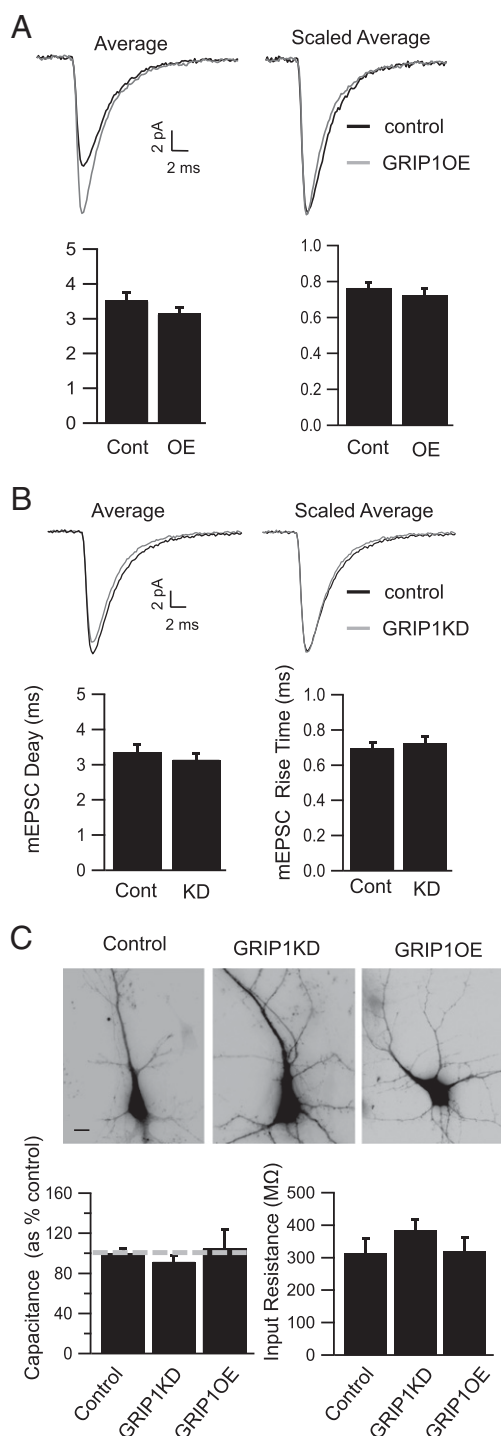 A
Average
Scaled Average
2 pA
2 ms
control
GRIP1OE
5
4
3
2
1
0
Cont OE
1.0
0.8
0.6
0.4
0.2
0.0
Cont OE
B
Average
Scaled Average
2 pA
2 ms
control
GRIP1KD
mEPSC Deay (ms)
5
4
3
2
1
0
Cont KD
mEPSC Rise Time (ms)
1.0
0.8
0.6
0.4
0.2
0.0
Cont KD
C
Control
GRIP1KD
GRIP1OE
Capacitance (as % control)
160
120
80
40
0
Control
GRIP1KD
GRIP1OE
Input Resistance (MΩ)
500
400
300
200
100
0
Control
GRIP1KD
GRIP1OE